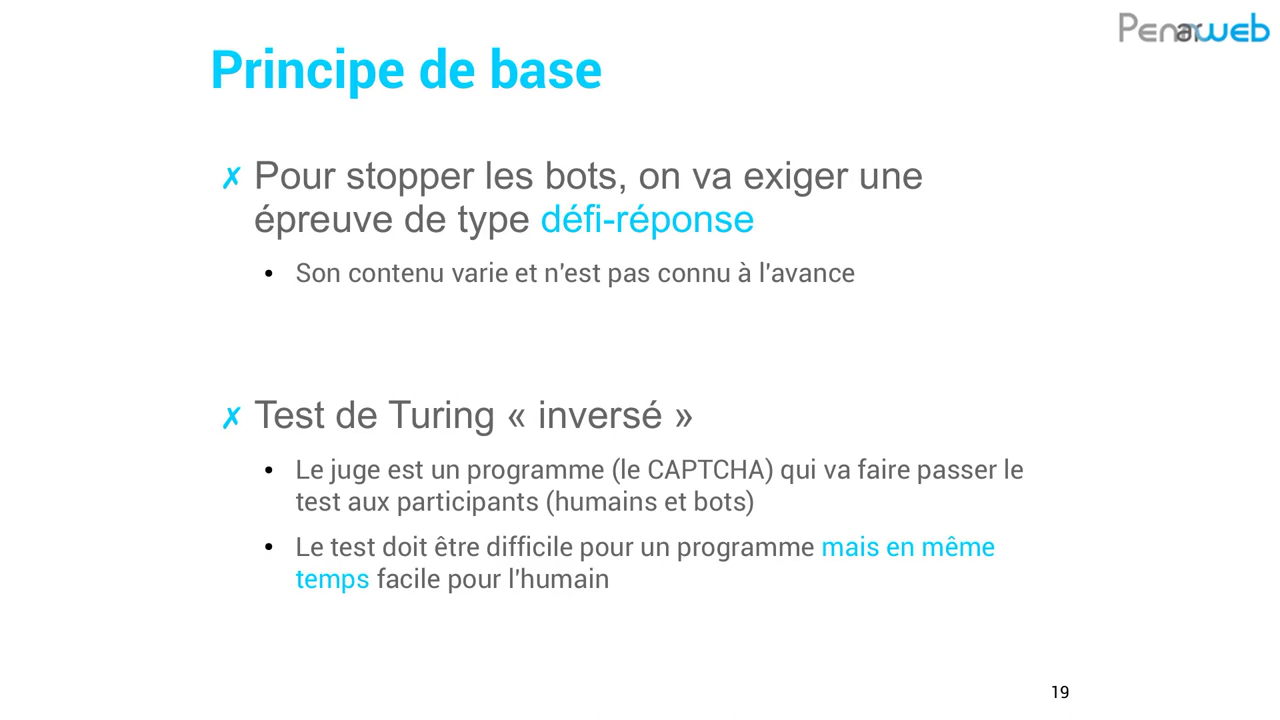 Penarweb
Principe de base
✗ Pour stopper les bots, on va exiger une
épreuve de type défi-réponse
• Son contenu varie et n'est pas connu à l'avance
✗ Test de Turing « inversé »
• Le juge est un programme (le CAPTCHA) qui va faire passer le
test aux participants (humains et bots)
• Le test doit être difficile pour un programme mais en même
temps facile pour l'humain
19